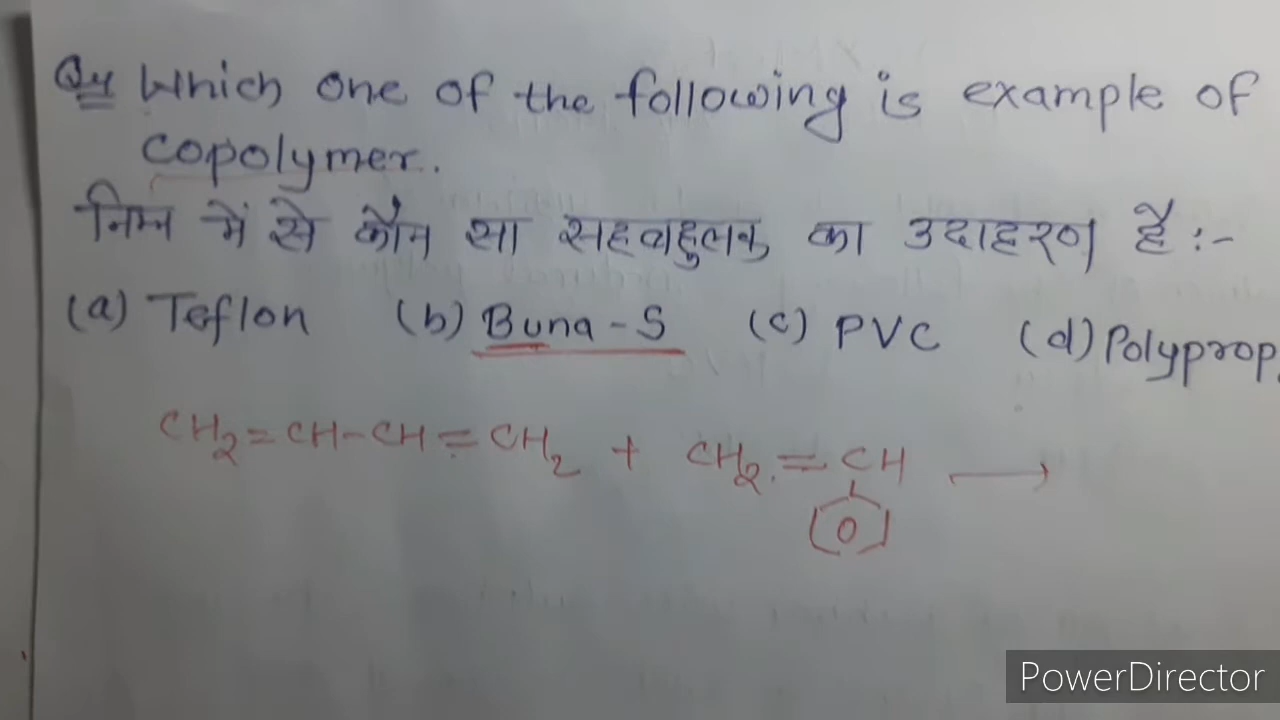 Q4 Which one of the following is example of
copolymer.
निम्न में से कौन सा सहबहुलक का उदाहरण है :-
(a) Teflon (b) Buna-S (c) PVC (d) Polyprop.
CH2=CH-CH=CH2 + CH2=CH ⟶
PowerDirector